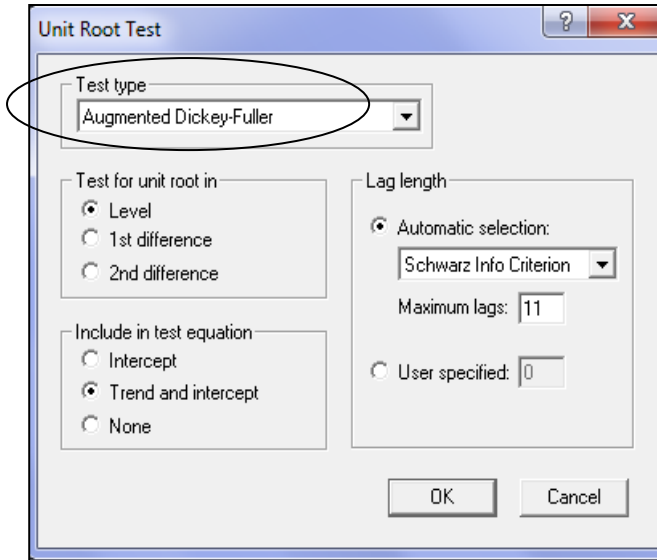 Unit Root Test
Test type
Augmented Dickey-Fuller
Test for unit root in
Level
1st difference
2nd difference
Include in test equation
Intercept
Trend and intercept
None
Lag length
Automatic selection:
Schwarz Info Criterion
Maximum lags: 11
User specified: 0
OK
Cancel